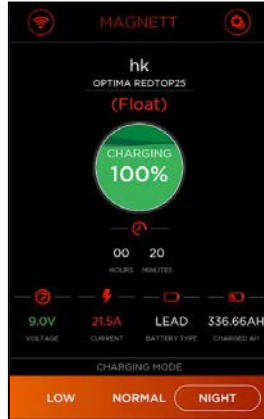 MAGNETT
hk
OPTIMA REDTOP25
(Float)
CHARGING
100%
00 20
HOURS MINUTES
9.0V 21.5A LEAD 336.66AH
VOLTAGE CURRENT BATTERY TYPE CHARGED AH
CHARGING MODE
LOW NORMAL NIGHT